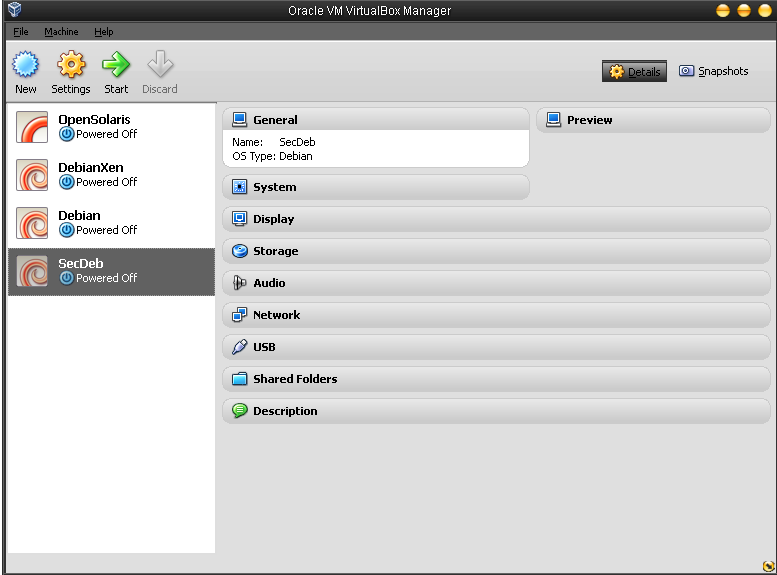 Oracle VM VirtualBox Manager
File Machine Help
New Settings Start Discard
Details Snapshots
OpenSolaris
Powered Off
DebianXen
Powered Off
Debian
Powered Off
SecDeb
Powered Off
General
Name: SecDeb
OS Type: Debian
Preview
System
Display
Storage
Audio
Network
USB
Shared Folders
Description